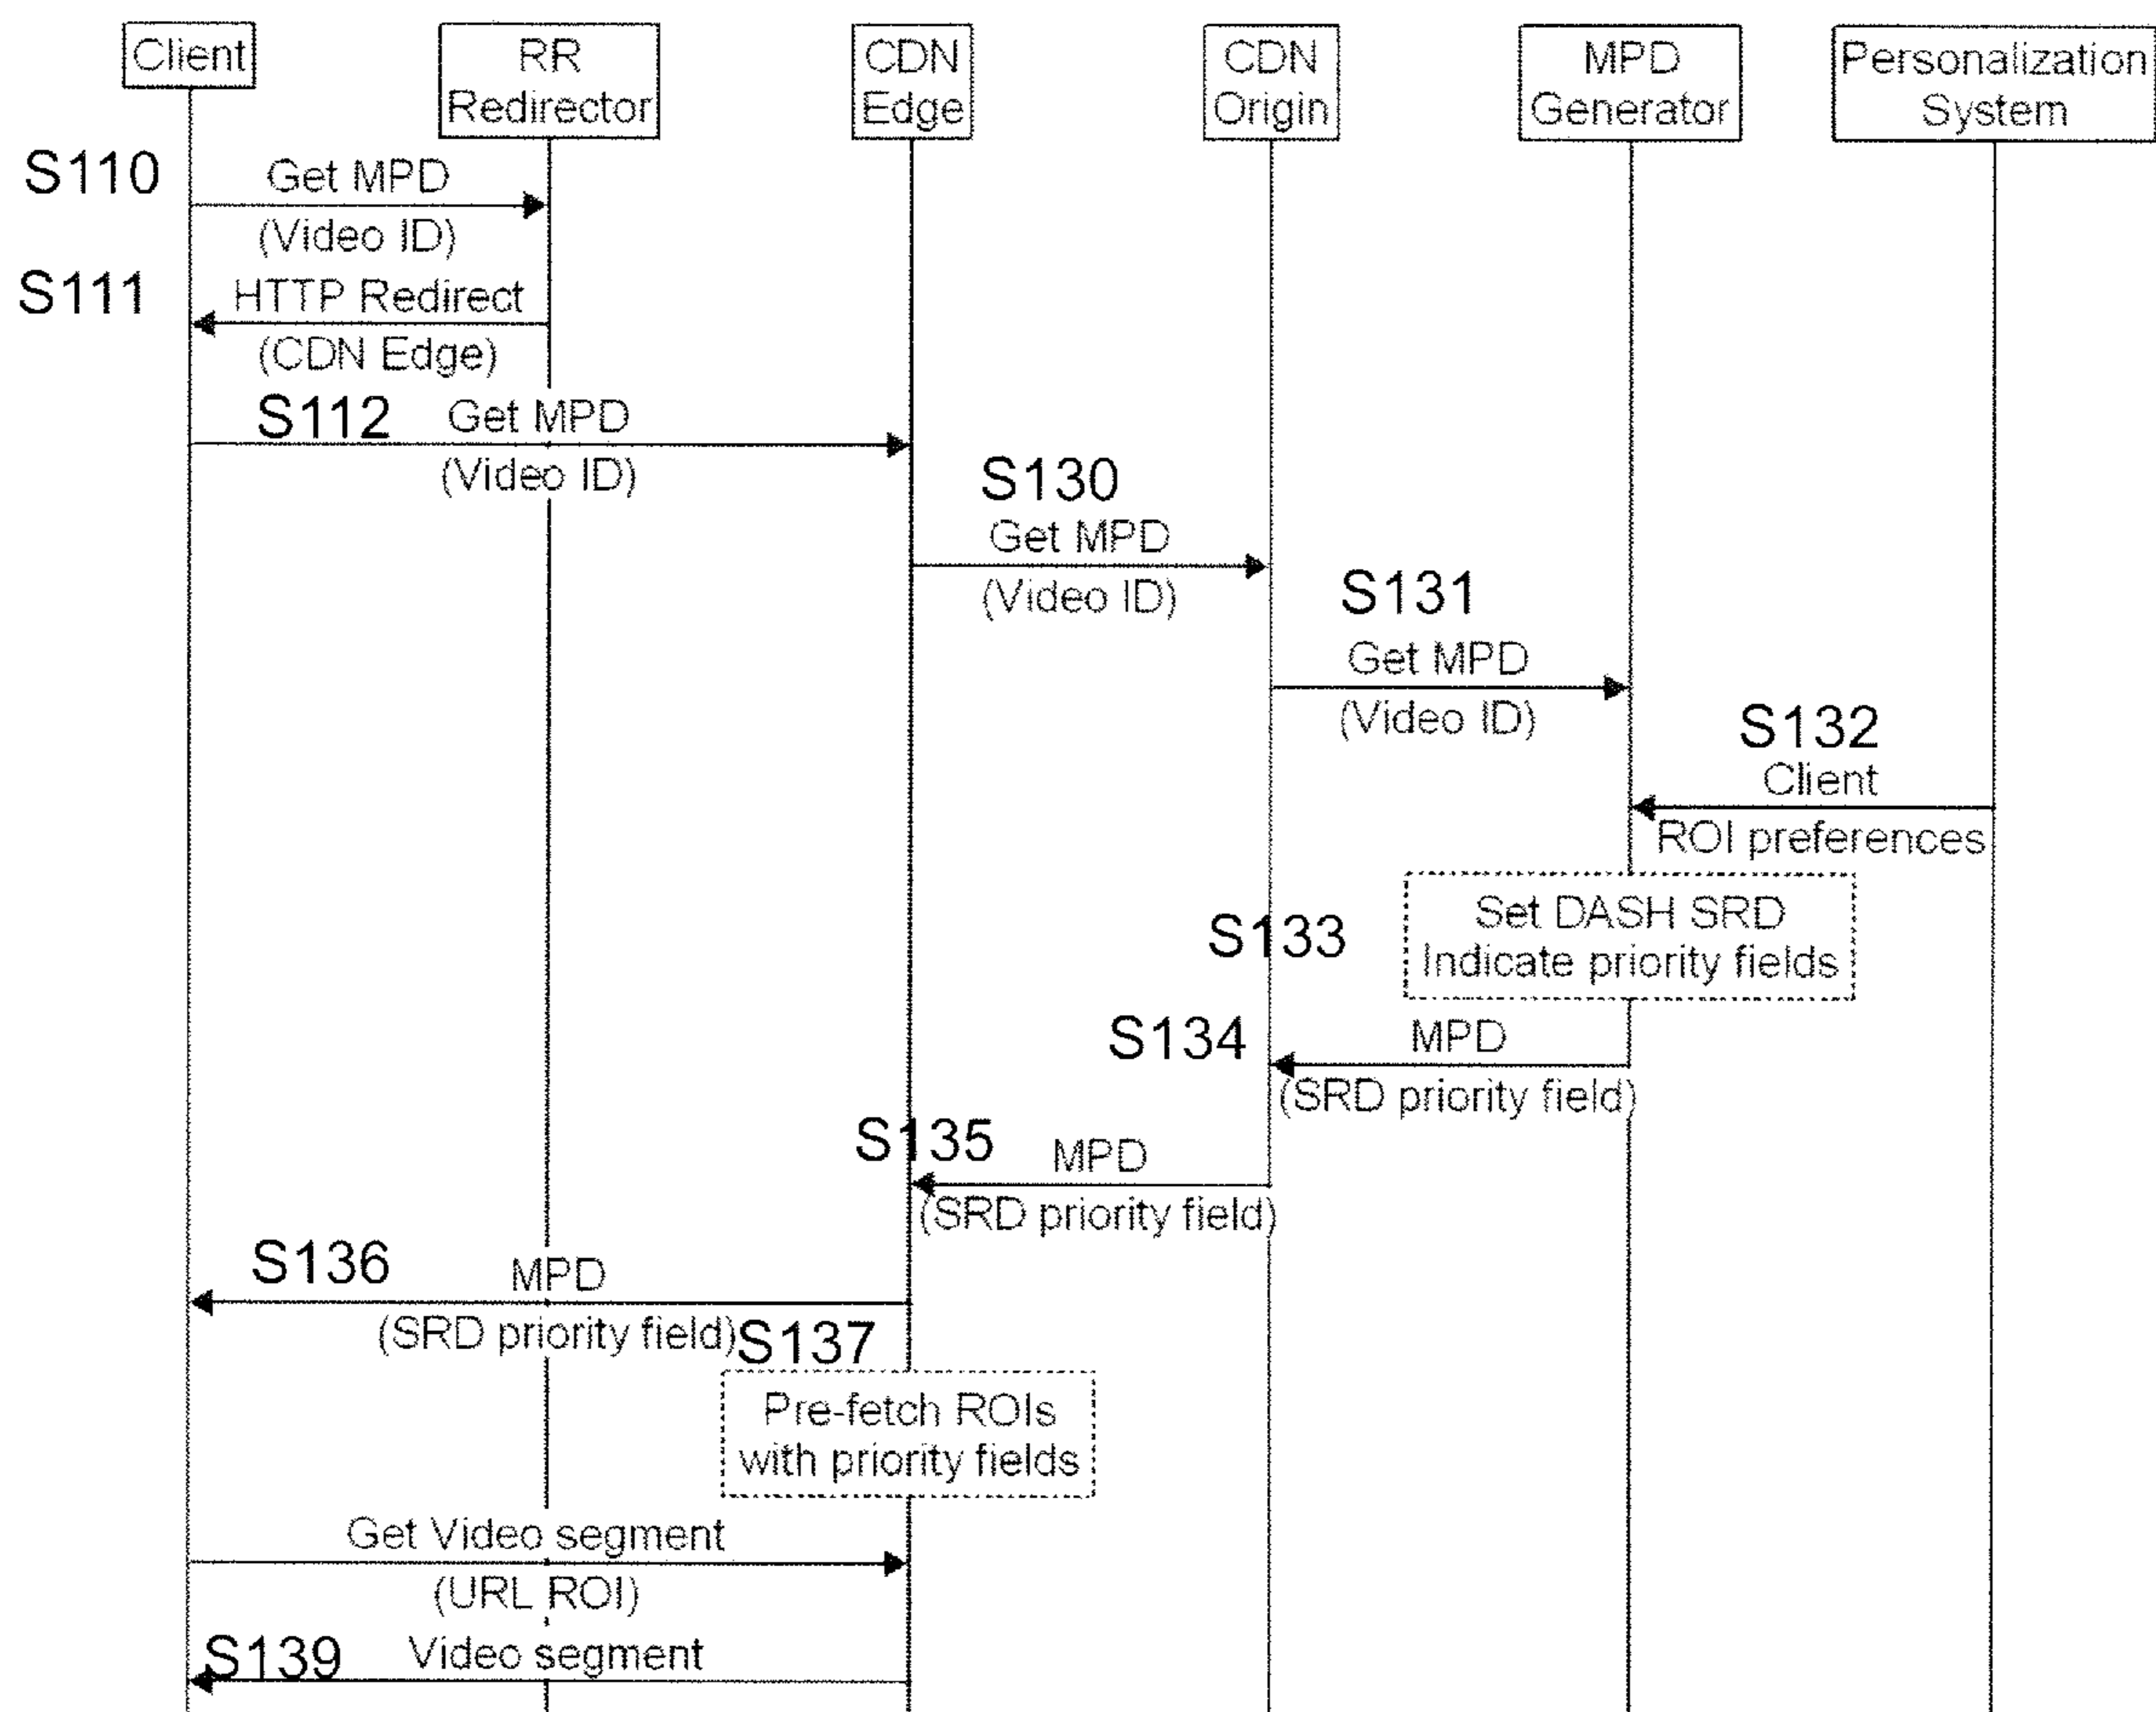 Client
RR
Redirector
CDN
Edge
CDN
Origin
MPD
Generator
Personalization
System
S110
Get MPD
(Video ID)
S111
HTTP Redirect
(CDN Edge)
S112
Get MPD
(Video ID)
S130
Get MPD
(Video ID)
S131
Get MPD
(Video ID)
S132
Client
ROI preferences
S133
Set DASH SRD
Indicate priority fields
S134
MPD
(SRD priority field)
S135
MPD
(SRD priority field)
S136
MPD
(SRD priority field)
S137
Pre-fetch ROIs
with priority fields
Get Video segment
(URL ROI)
S139
Video segment